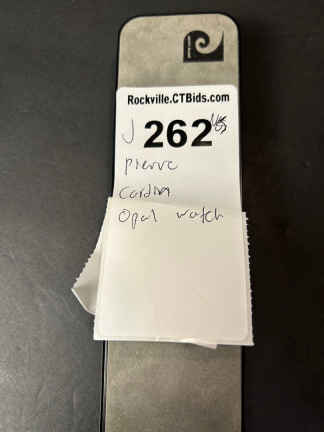 Rockville.CTBids.com
J 262
Pierre
Cardin
Opal watch